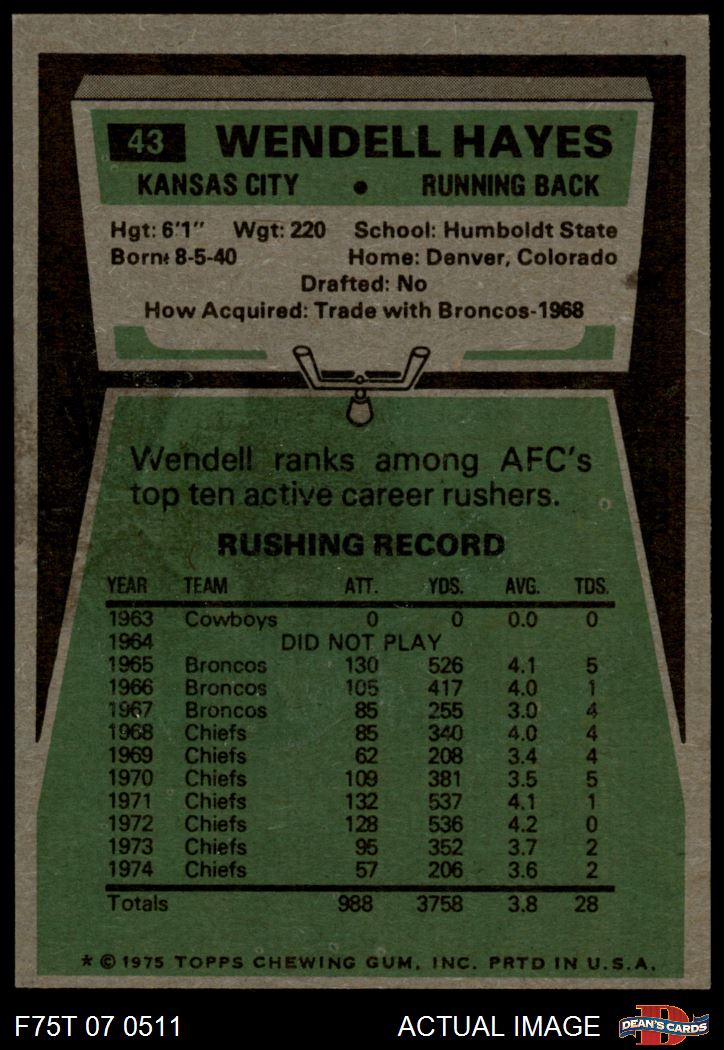 43 WENDELL HAYES
KANSAS CITY • RUNNING BACK
Hgt: 6'1" Wgt: 220 School: Humboldt State
Born: 8-5-40 Home: Denver, Colorado
Drafted: No
How Acquired: Trade with Broncos-1968
Wendell ranks among AFC's
top ten active career rushers.
RUSHING RECORD
YEAR TEAM ATT. YDS. AVG. TDS.
1963 Cowboys 0 0 0.0 0
1964 DID NOT PLAY
1965 Broncos 130 526 4.1 5
1966 Broncos 105 417 4.0 1
1967 Broncos 85 255 3.0 4
1968 Chiefs 85 340 4.0 4
1969 Chiefs 62 208 3.4 4
1970 Chiefs 109 381 3.5 5
1971 Chiefs 132 537 4.1 1
1972 Chiefs 128 536 4.2 0
1973 Chiefs 95 352 3.7 2
1974 Chiefs 57 206 3.6 2
Totals 988 3758 3.8 28
* © 1975 TOPPS CHEWING GUM, INC. PRTD IN U.S.A.
F75T 07 0511 ACTUAL IMAGE D DEAN'S CARDS